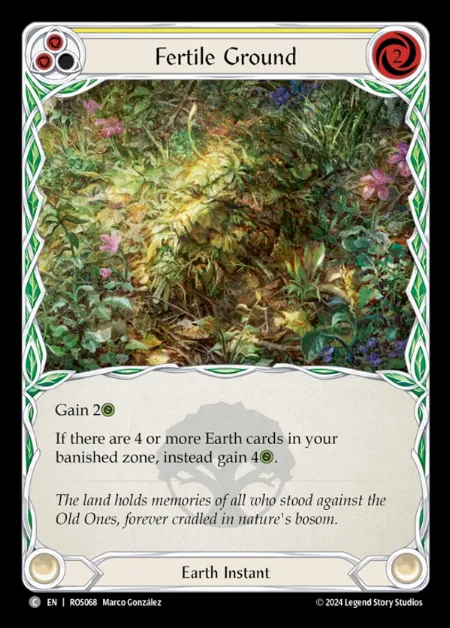 Fertile Ground
2
Gain 2
If there are 4 or more Earth cards in your
banished zone, instead gain 4.
The land holds memories of all who stood against the
Old Ones, forever cradled in nature's bosom.
Earth Instant
C EN | ROS068 Marco González
© 2024 Legend Story Studios